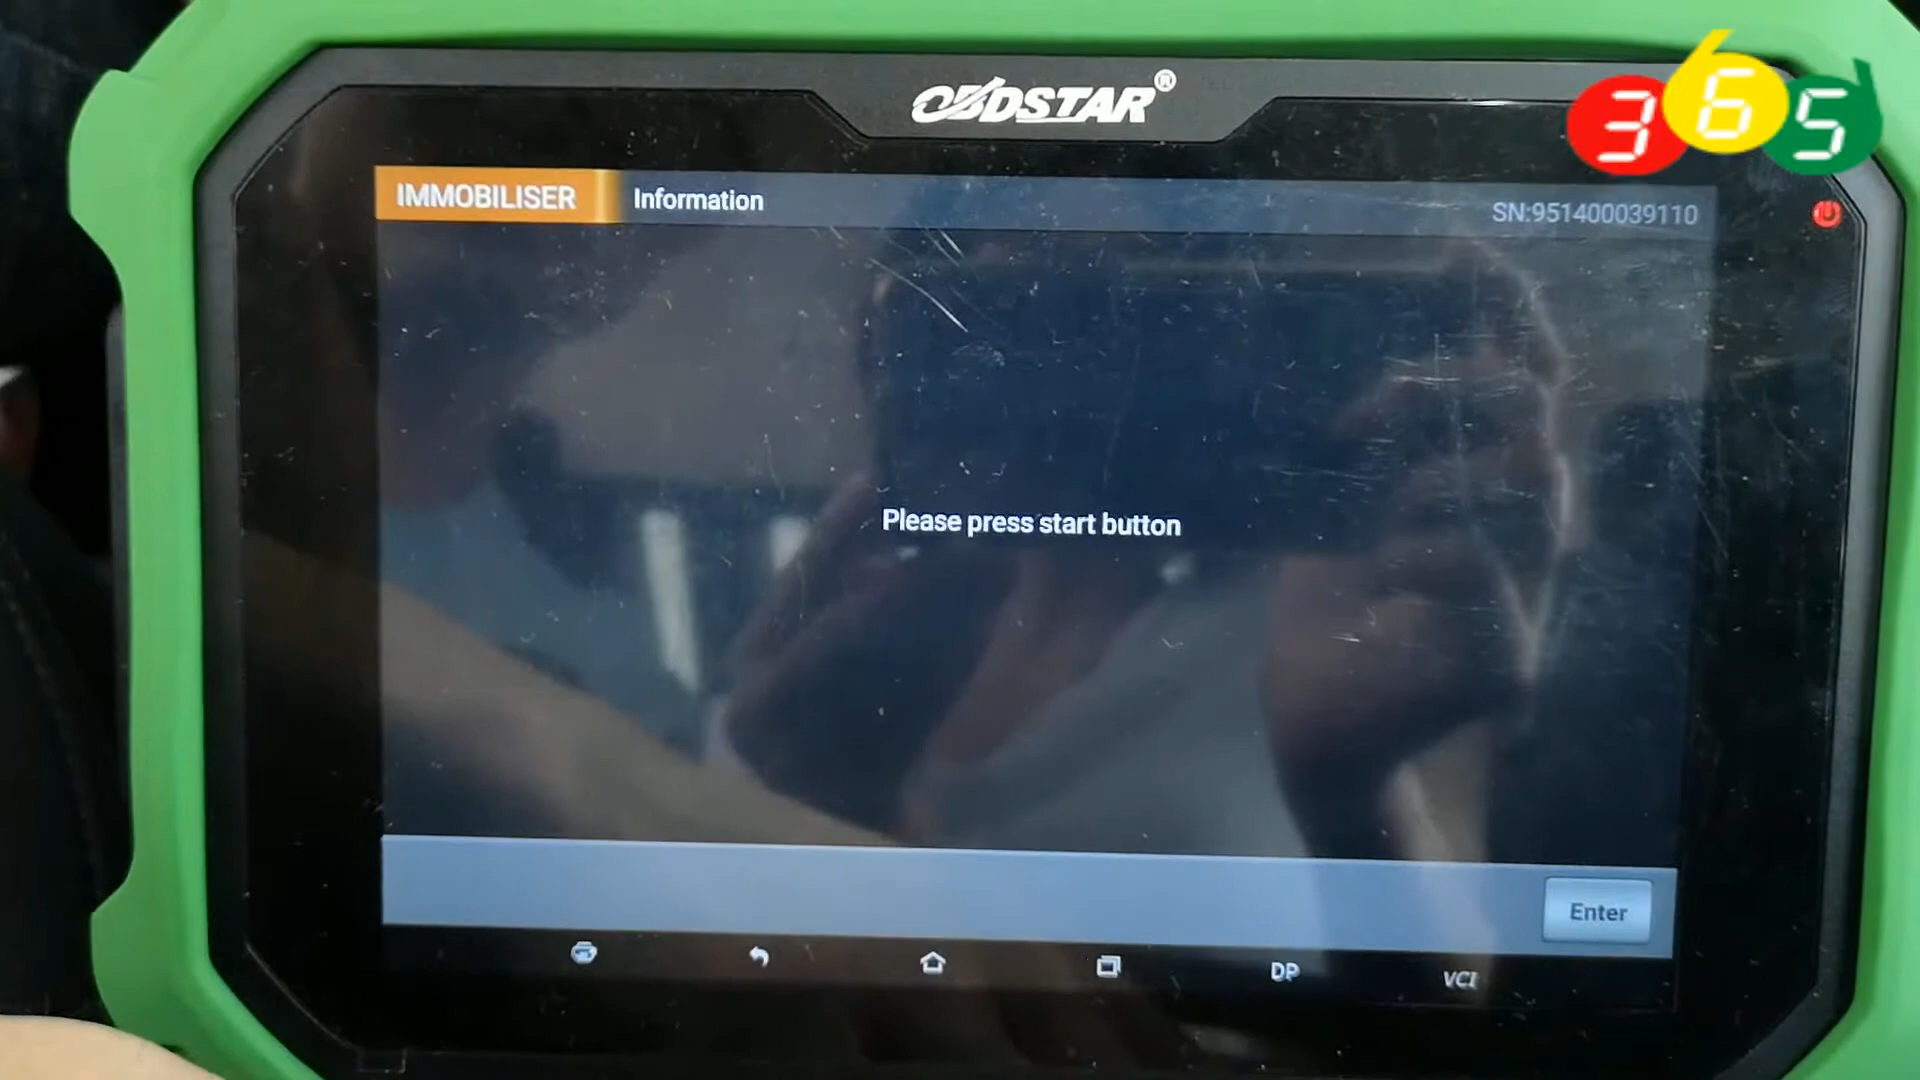 OBDSTAR®
365
IMMOBILISER Information SN:951400039110
Please press start button
Enter
DP VCI